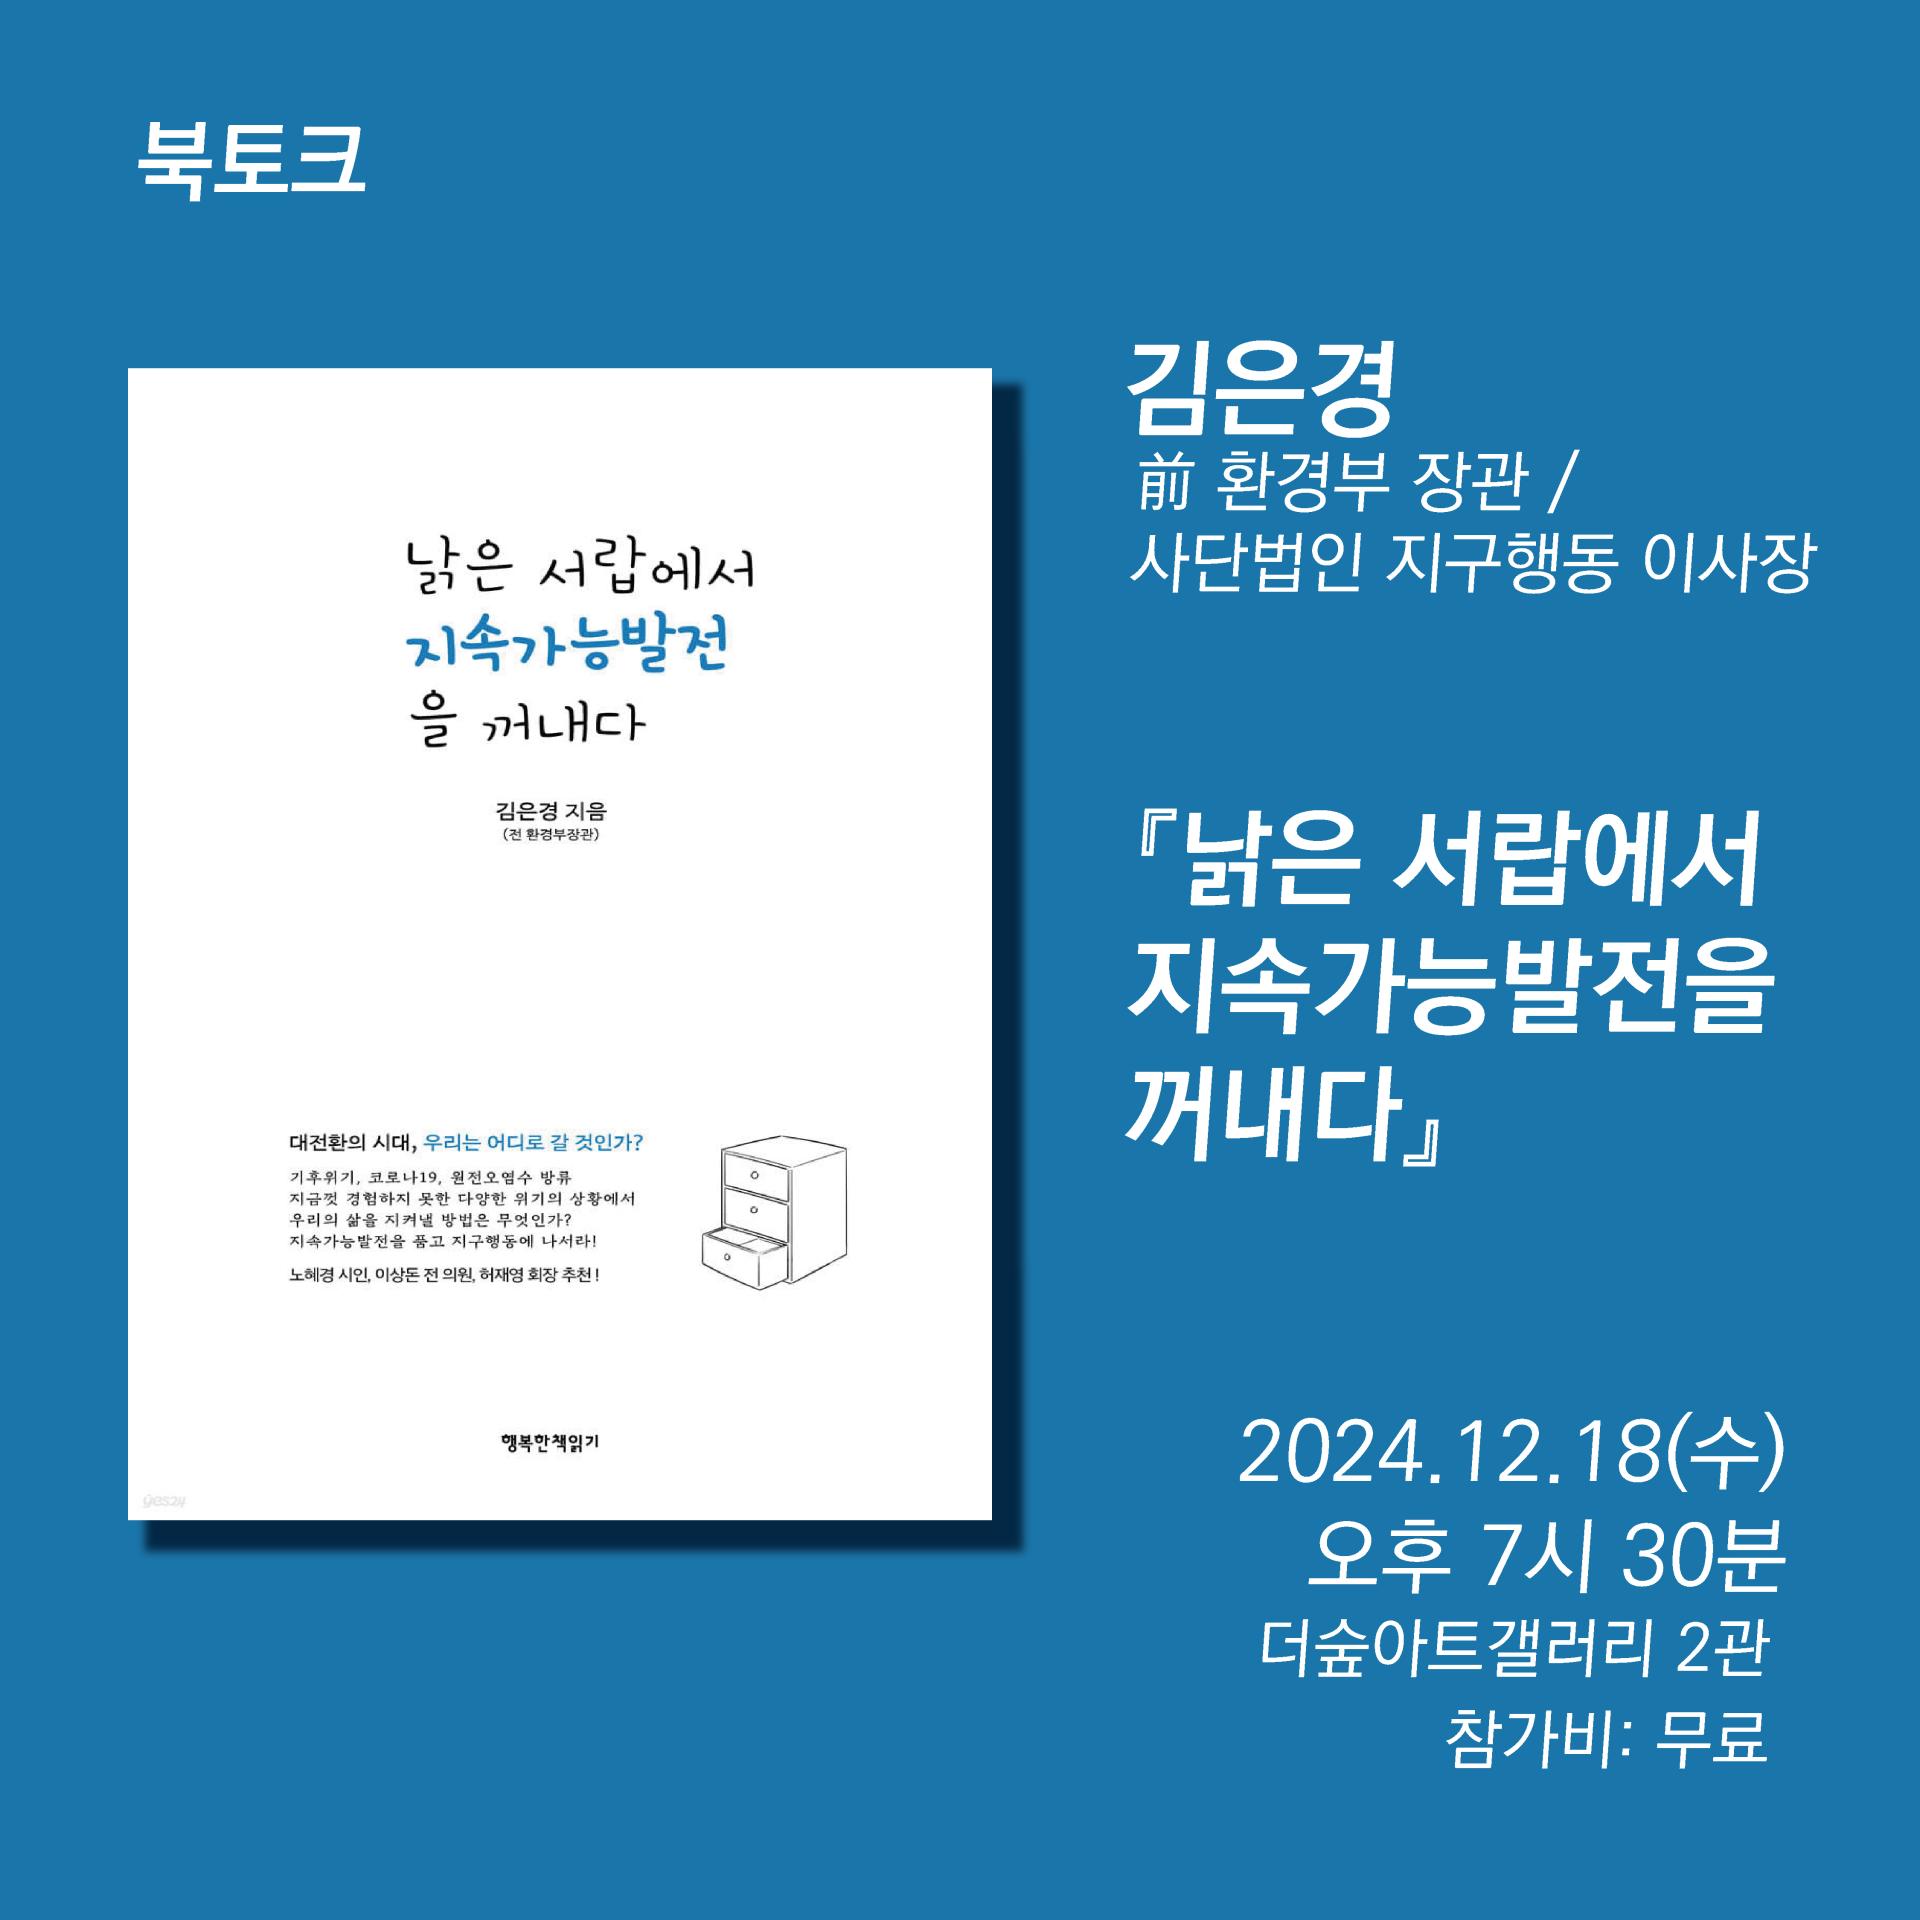 북토크
낡은 서랍에서
지속가능발전
을 꺼내다
김은경 지음
(전 환경부장관)
대전환의 시대, 우리는 어디로 갈 것인가?
기후위기, 코로나19, 원전오염수 방류
지금껏 경험하지 못한 다양한 위기의 상황에서
우리의 삶을 지켜낼 방법은 무엇인가?
지속가능발전을 품고 지구행동에 나서라!
노혜경 시인, 이상돈 전 의원, 허재영 회장 추천!
행복한책읽기
yes24
김은경
前 환경부 장관 /
사단법인 지구행동 이사장
『낡은 서랍에서
지속가능발전을
꺼내다』
2024.12.18(수)
오후 7시 30분
더숲아트갤러리 2관
참가비: 무료